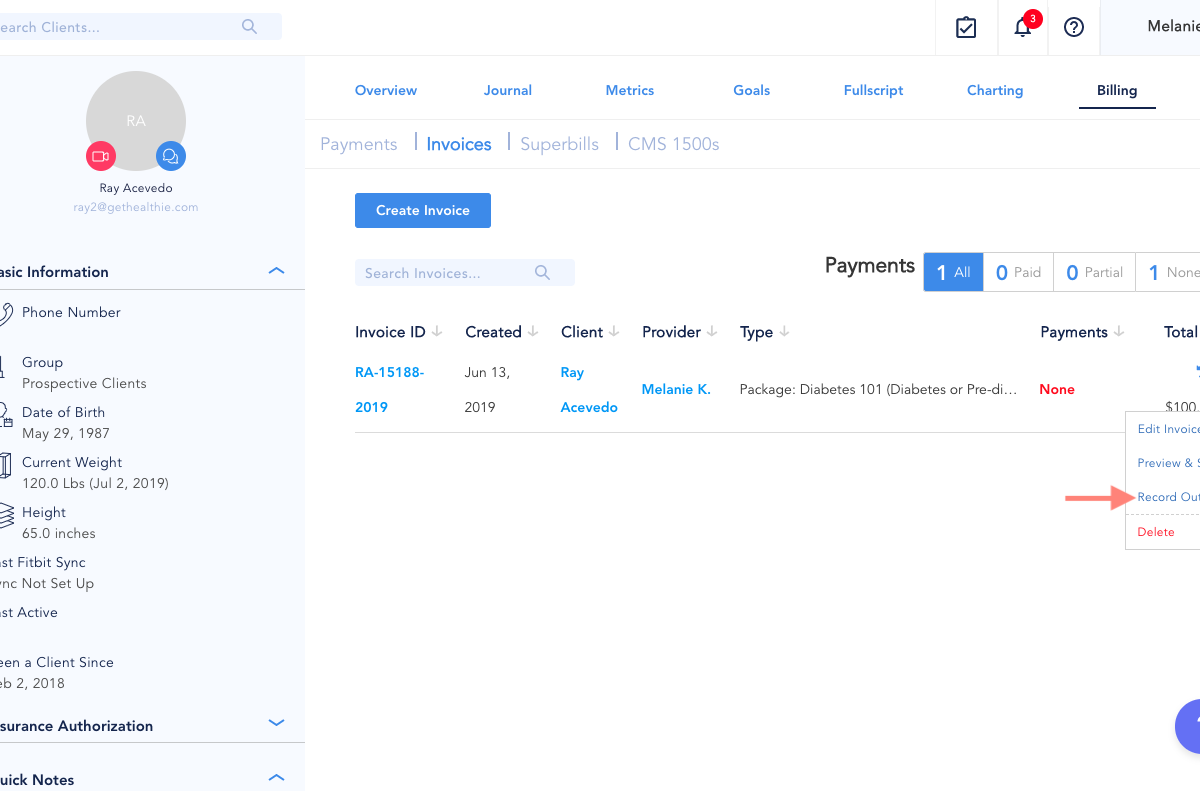 earch Clients...
3
Melanie
RA
Ray Acevedo
ray2@gethealthie.com
asic Information
Phone Number
Group
Prospective Clients
Date of Birth
May 29, 1987
Current Weight
120.0 Lbs (Jul 2, 2019)
Height
65.0 inches
st Fitbit Sync
nc Not Set Up
st Active
een a Client Since
eb 2, 2018
surance Authorization
uick Notes
Overview Journal Metrics Goals Fullscript Charting Billing
Payments Invoices Superbills CMS 1500s
Create Invoice
Search Invoices...
Payments 1 All 0 Paid 0 Partial 1 None
Invoice ID Created Client Provider Type Payments Total
RA-15188-
2019
Jun 13,
2019
Ray
Acevedo
Melanie K.
Package: Diabetes 101 (Diabetes or Pre-di...
None
$100.
Edit Invoice
Preview & S
Record Out
Delete